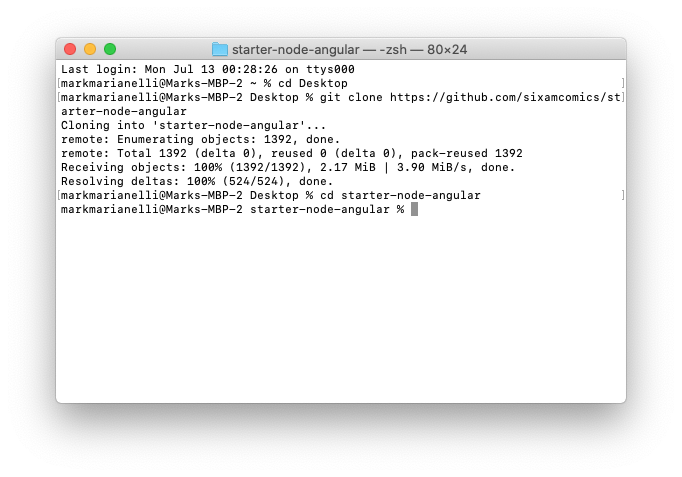 starter-node-angular — -zsh — 80×24
Last login: Mon Jul 13 00:28:26 on ttys000
[markmarianelli@Marks-MBP-2 ~ % cd Desktop ]
[markmarianelli@Marks-MBP-2 Desktop % git clone https://github.com/sixamcomics/st]
arter-node-angular
Cloning into 'starter-node-angular'...
remote: Enumerating objects: 1392, done.
remote: Total 1392 (delta 0), reused 0 (delta 0), pack-reused 1392
Receiving objects: 100% (1392/1392), 2.17 MiB | 3.90 MiB/s, done.
Resolving deltas: 100% (524/524), done.
[markmarianelli@Marks-MBP-2 Desktop % cd starter-node-angular ]
markmarianelli@Marks-MBP-2 starter-node-angular %